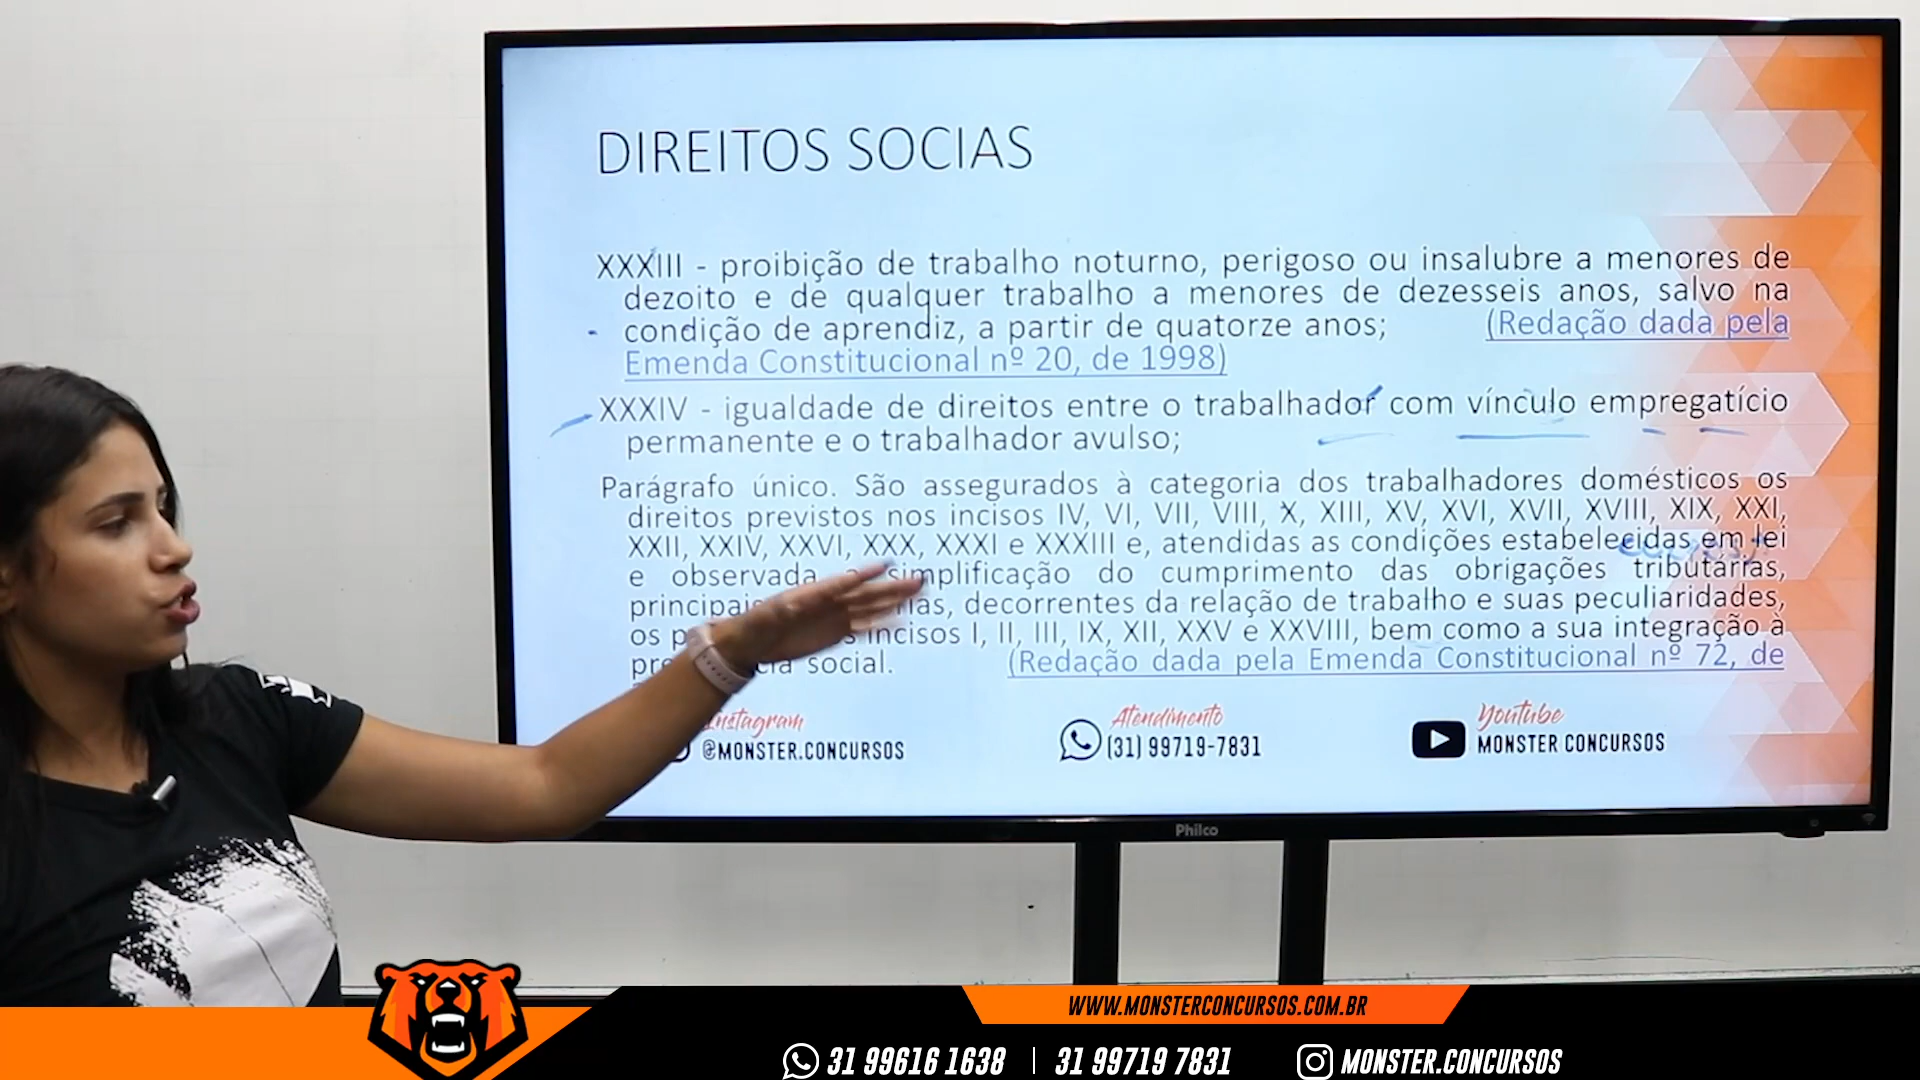 DIREITOS SOCIAS
XXXIII - proibição de trabalho noturno, perigoso ou insalubre a menores de
dezoito e de qualquer trabalho a menores de dezesseis anos, salvo na
condição de aprendiz, a partir de quatorze anos; (Redação dada pela
Emenda Constitucional nº 20, de 1998)
XXXIV - igualdade de direitos entre o trabalhador com vínculo empregatício
permanente e o trabalhador avulso;
Parágrafo único. São assegurados à categoria dos trabalhadores domésticos os
direitos previstos nos incisos IV, VI, VII, VIII, X, XIII, XV, XVI, XVII, XVIII, XIX, XXI,
XXII, XXIV, XXVI, XXX, XXXI e XXXIII e, atendidas as condições estabelecidas em lei
e observada simplificação do cumprimento das obrigações tributárias,
decorrentes da relação de trabalho e suas peculiaridades,
os incisos I, II, III, IX, XII, XXV e XXVIII, bem como a sua integração à
social. (Redação dada pela Emenda Constitucional nº 72, de
Instagram
@MONSTER.CONCURSOS
Atendimento
(31) 99719-7831
Youtube
MONSTER CONCURSOS
Philco
WWW.MONSTERCONCURSOS.COM.BR
31 99616 1638 | 31 99719 7831 MONSTER.CONCURSOS